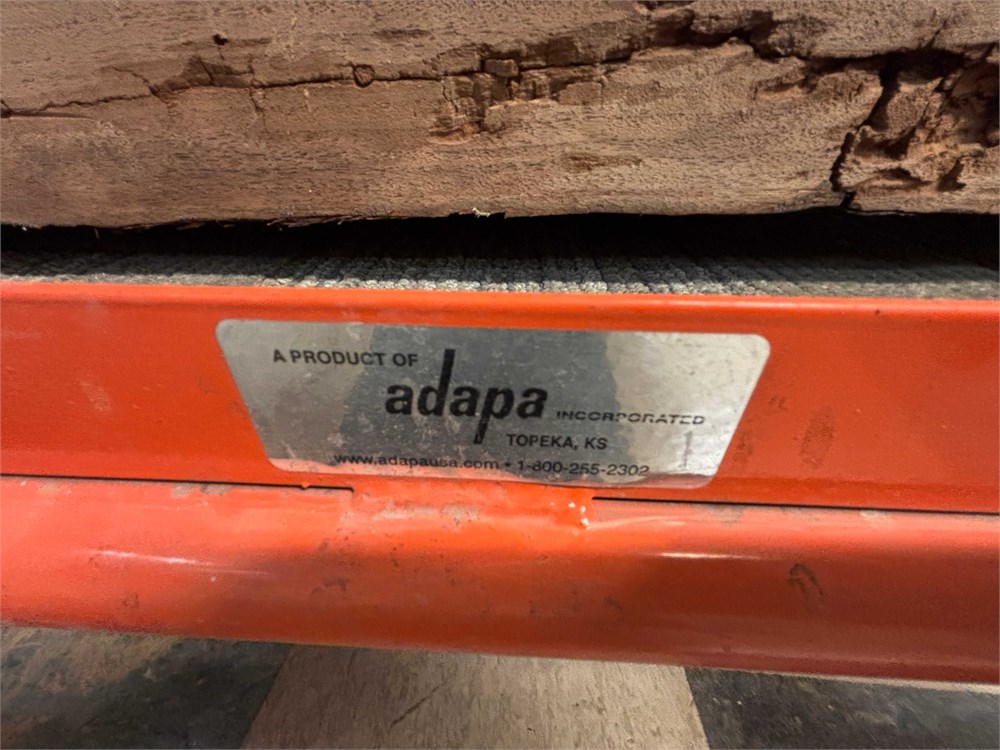 A PRODUCT OF
adapa INCORPORATED
TOPEKA, KS
www.adapausa.com • 1-800-255-2302